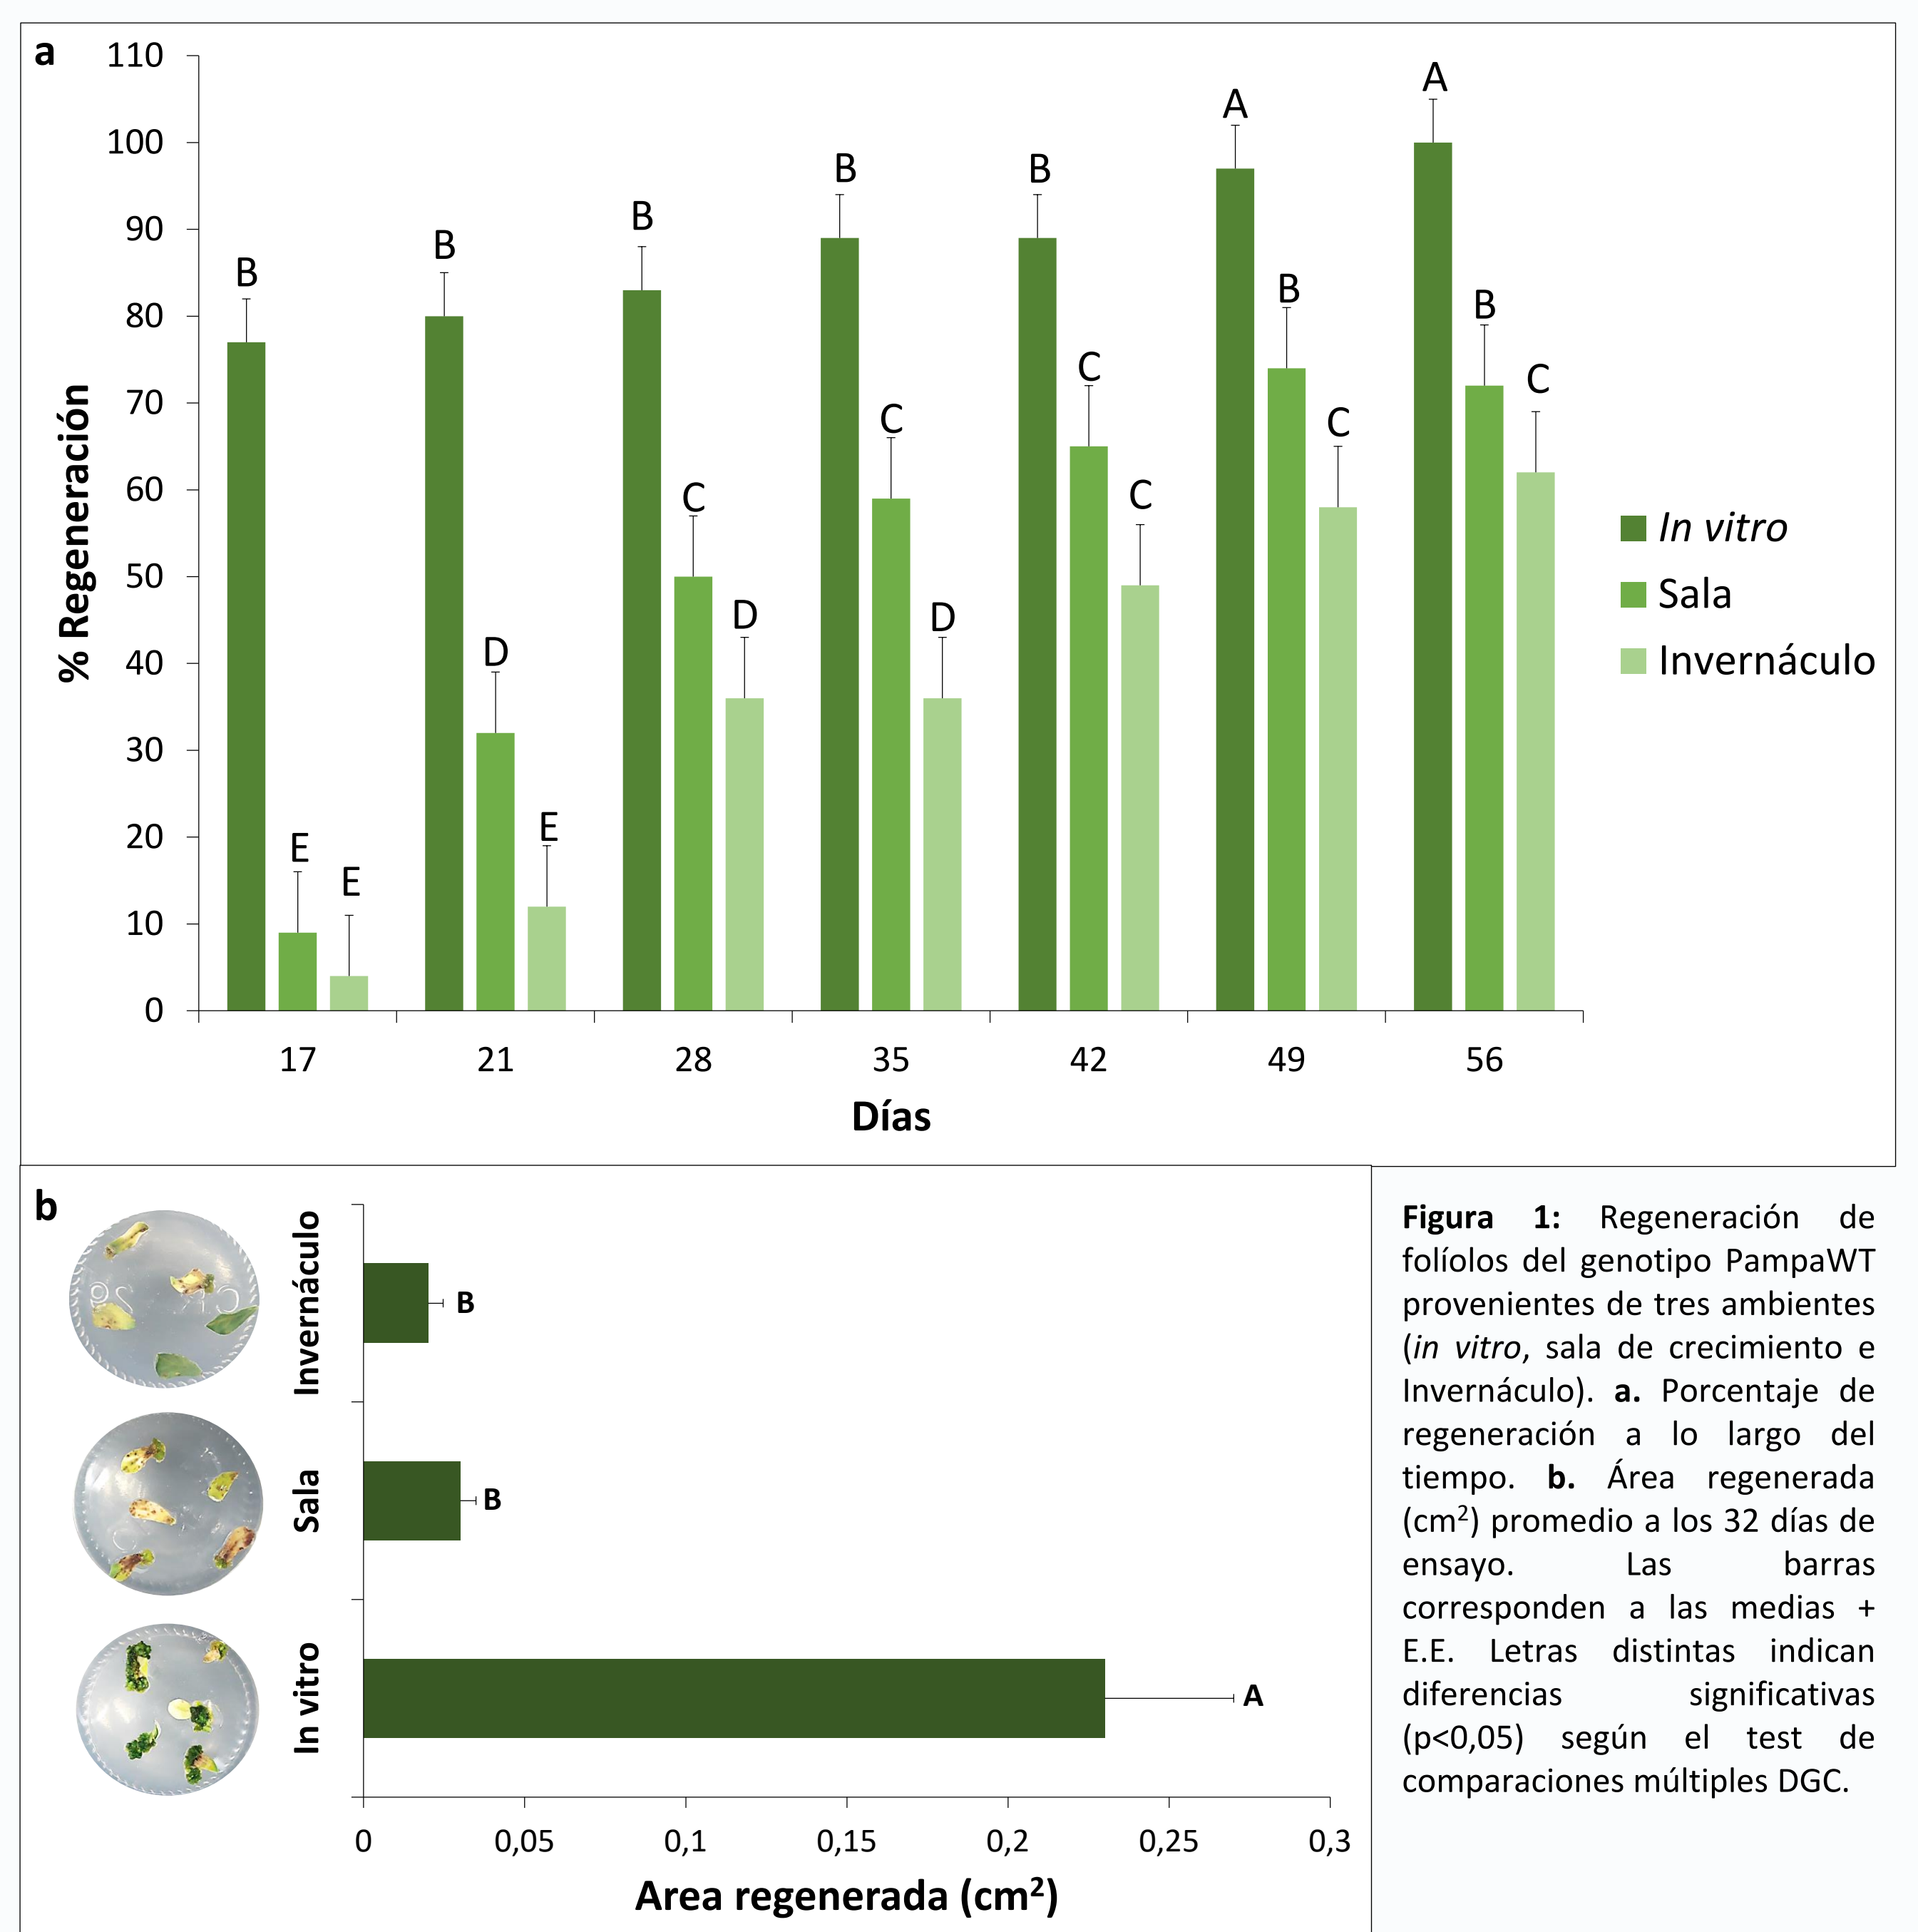 a
110
100
90
80
70
60
50
40
30
20
10
0
% Regeneración
B
E
E
B
D
E
B
C
D
B
C
D
B
C
C
A
B
C
A
B
C
17 21 28 35 42 49 56
Días
In vitro
Sala
Invernáculo
b
Invernáculo
B
Sala
B
In vitro
A
0 0,05 0,1 0,15 0,2 0,25 0,3
Area regenerada (cm²)
Figura 1: Regeneración de
folíolos del genotipo PampaWT
provenientes de tres ambientes
(in vitro, sala de crecimiento e
Invernáculo). a. Porcentaje de
regeneración a lo largo del
tiempo. b. Área regenerada
(cm²) promedio a los 32 días de
ensayo. Las barras
corresponden a las medias +
E.E. Letras distintas indican
diferencias significativas
(p<0,05) según el test de
comparaciones múltiples DGC.